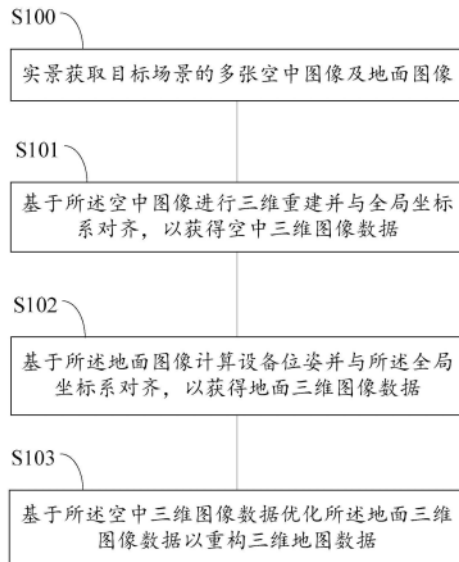 S100
实景获取目标场景的多张空中图像及地面图像
S101
基于所述空中图像进行三维重建并与全局坐标
系对齐，以获得空中三维图像数据
S102
基于所述地面图像计算设备位姿并与所述全局
坐标系对齐，以获得地面三维图像数据
S103
基于所述空中三维图像数据优化所述地面三维
图像数据以重构三维地图数据